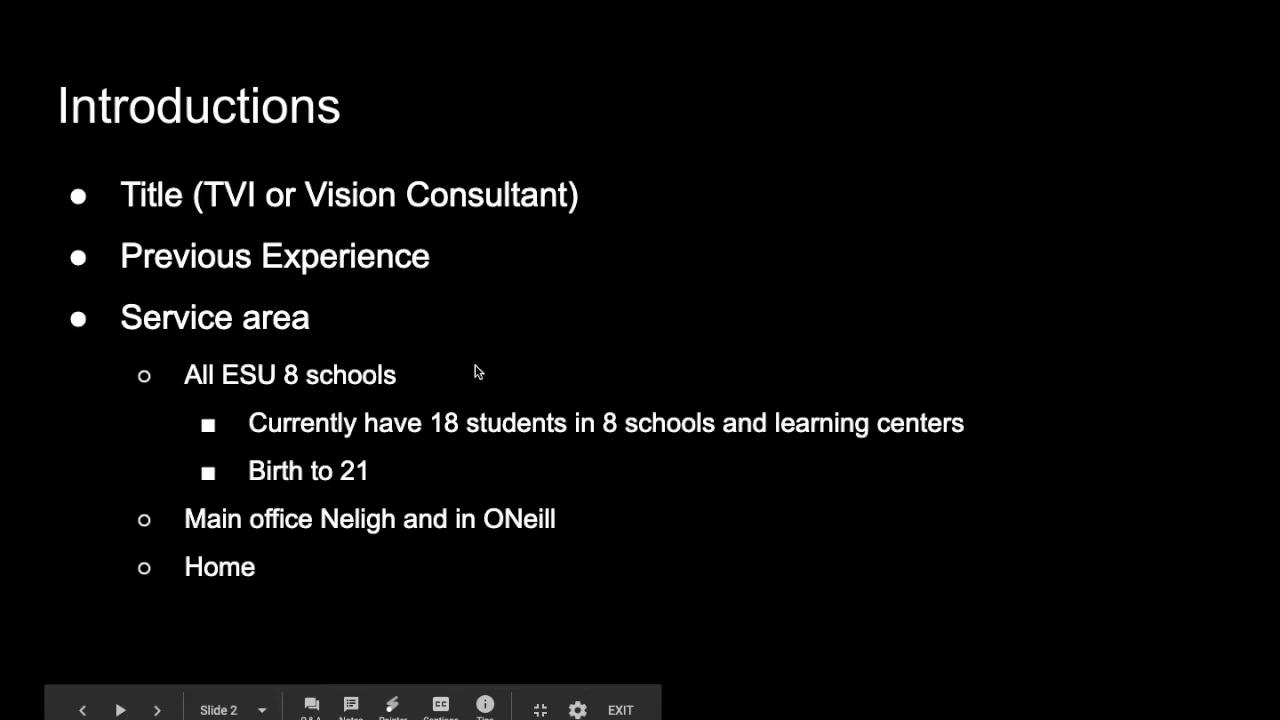 Introductions
Title (TVI or Vision Consultant)
Previous Experience
Service area
All ESU 8 schools
Currently have 18 students in 8 schools and learning centers
Birth to 21
Main office Neligh and in ONeill
Home
Slide 2
Q & A Notes Pointer Captions Tips
EXIT